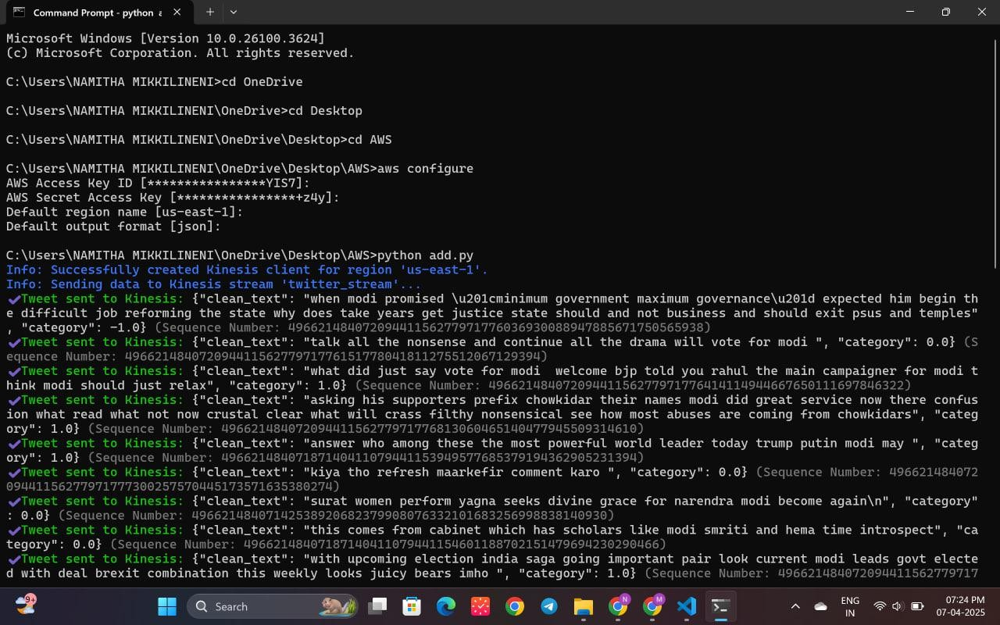 Command Prompt - python a
Microsoft Windows [Version 10.0.26100.3624]
(c) Microsoft Corporation. All rights reserved.
C:\Users\NAMITHA MIKKILINENI>cd OneDrive
C:\Users\NAMITHA MIKKILINENI\OneDrive>cd Desktop
C:\Users\NAMITHA MIKKILINENI\OneDrive\Desktop>cd AWS
C:\Users\NAMITHA MIKKILINENI\OneDrive\Desktop\AWS>aws configure
AWS Access Key ID [****************YIS7]:
AWS Secret Access Key [****************+z4y]:
Default region name [us-east-1]:
Default output format [json]:
C:\Users\NAMITHA MIKKILINENI\OneDrive\Desktop\AWS>python add.py
Info: Successfully created Kinesis client for region 'us-east-1'.
Info: Sending data to Kinesis stream 'twitter_stream'...
✔Tweet sent to Kinesis: {"clean_text": "when modi promised \u201cminimum government maximum governance\u201d expected him begin th
e difficult job reforming the state why does take years get justice state should and not business and should exit psus and temples"
, "category": -1.0} (Sequence Number: 49662148407209441156277971776036930088947885671750565938)
✔Tweet sent to Kinesis: {"clean_text": "talk all the nonsense and continue all the drama will vote for modi ", "category": 0.0} (S
equence Number: 49662148407209441156277971776151778041811275512067129394)
✔Tweet sent to Kinesis: {"clean_text": "what did just say vote for modi  welcome bjp told you rahul the main campaigner for modi t
hink modi should just relax", "category": 1.0} (Sequence Number: 49662148407209441156277971776414114944667650111697846322)
✔Tweet sent to Kinesis: {"clean_text": "asking his supporters prefix chowkidar their names modi did great service now there confus
ion what read what not now crustal clear what will crass filthy nonsensical see how most abuses are coming from chowkidars", "categ
ory": 1.0} (Sequence Number: 49662148407209441156277971776813060465140477945509314610)
✔Tweet sent to Kinesis: {"clean_text": "answer who among these the most powerful world leader today trump putin modi may ", "categ
ory": 1.0} (Sequence Number: 49662148407187140411079441153949577685379194362905231394)
✔Tweet sent to Kinesis: {"clean_text": "kiya tho refresh maarkefir comment karo ", "category": 0.0} (Sequence Number: 496621484072
09441156277971777300257570445173571635380274)
✔Tweet sent to Kinesis: {"clean_text": "surat women perform yagna seeks divine grace for narendra modi become again\n", "category"
: 0.0} (Sequence Number: 49662148407142538920682379908076332101683256998838140930)
✔Tweet sent to Kinesis: {"clean_text": "this comes from cabinet which has scholars like modi smriti and hema time introspect", "ca
tegory": 0.0} (Sequence Number: 49662148407187140411079441154601188702151479694230290466)
✔Tweet sent to Kinesis: {"clean_text": "with upcoming election india saga going important pair look current modi leads govt electe
d with deal brexit combination this weekly looks juicy bears imho ", "category": 1.0} (Sequence Number: 49662148407209441156277971​7
9+
Search
N
M
ENG
IN
07:24 PM
07-04-2025